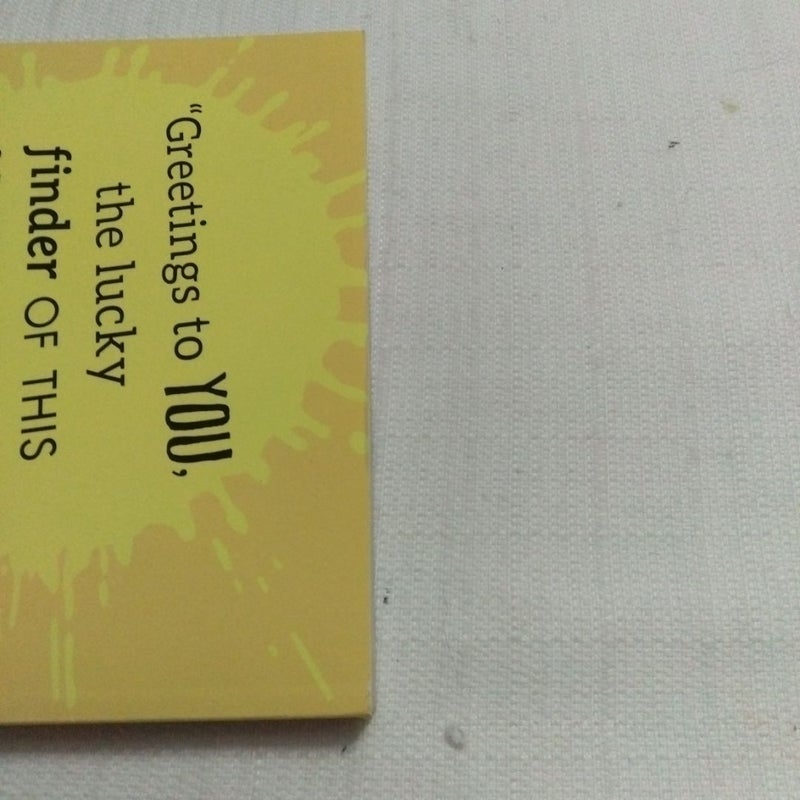 “Greetings to YOU,
the lucky
finder OF THIS